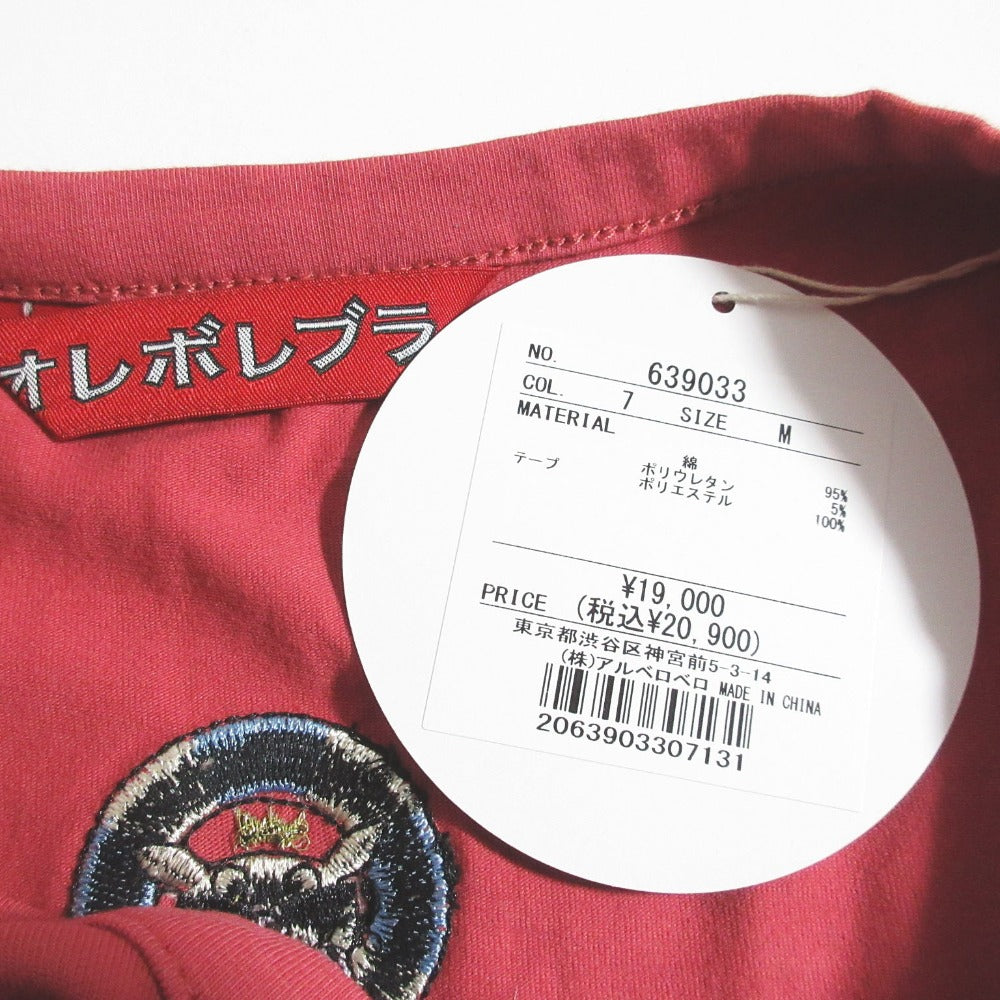 オレボレブラ
NO. 639033
COL. 7 SIZE M
MATERIAL
綿 95%
テープ ポリウレタン 5%
ポリエステル 100%
¥19,000
PRICE (税込¥20,900)
東京都渋谷区神宮前5-3-14
(株)アルベロベロ MADE IN CHINA
2063903307131